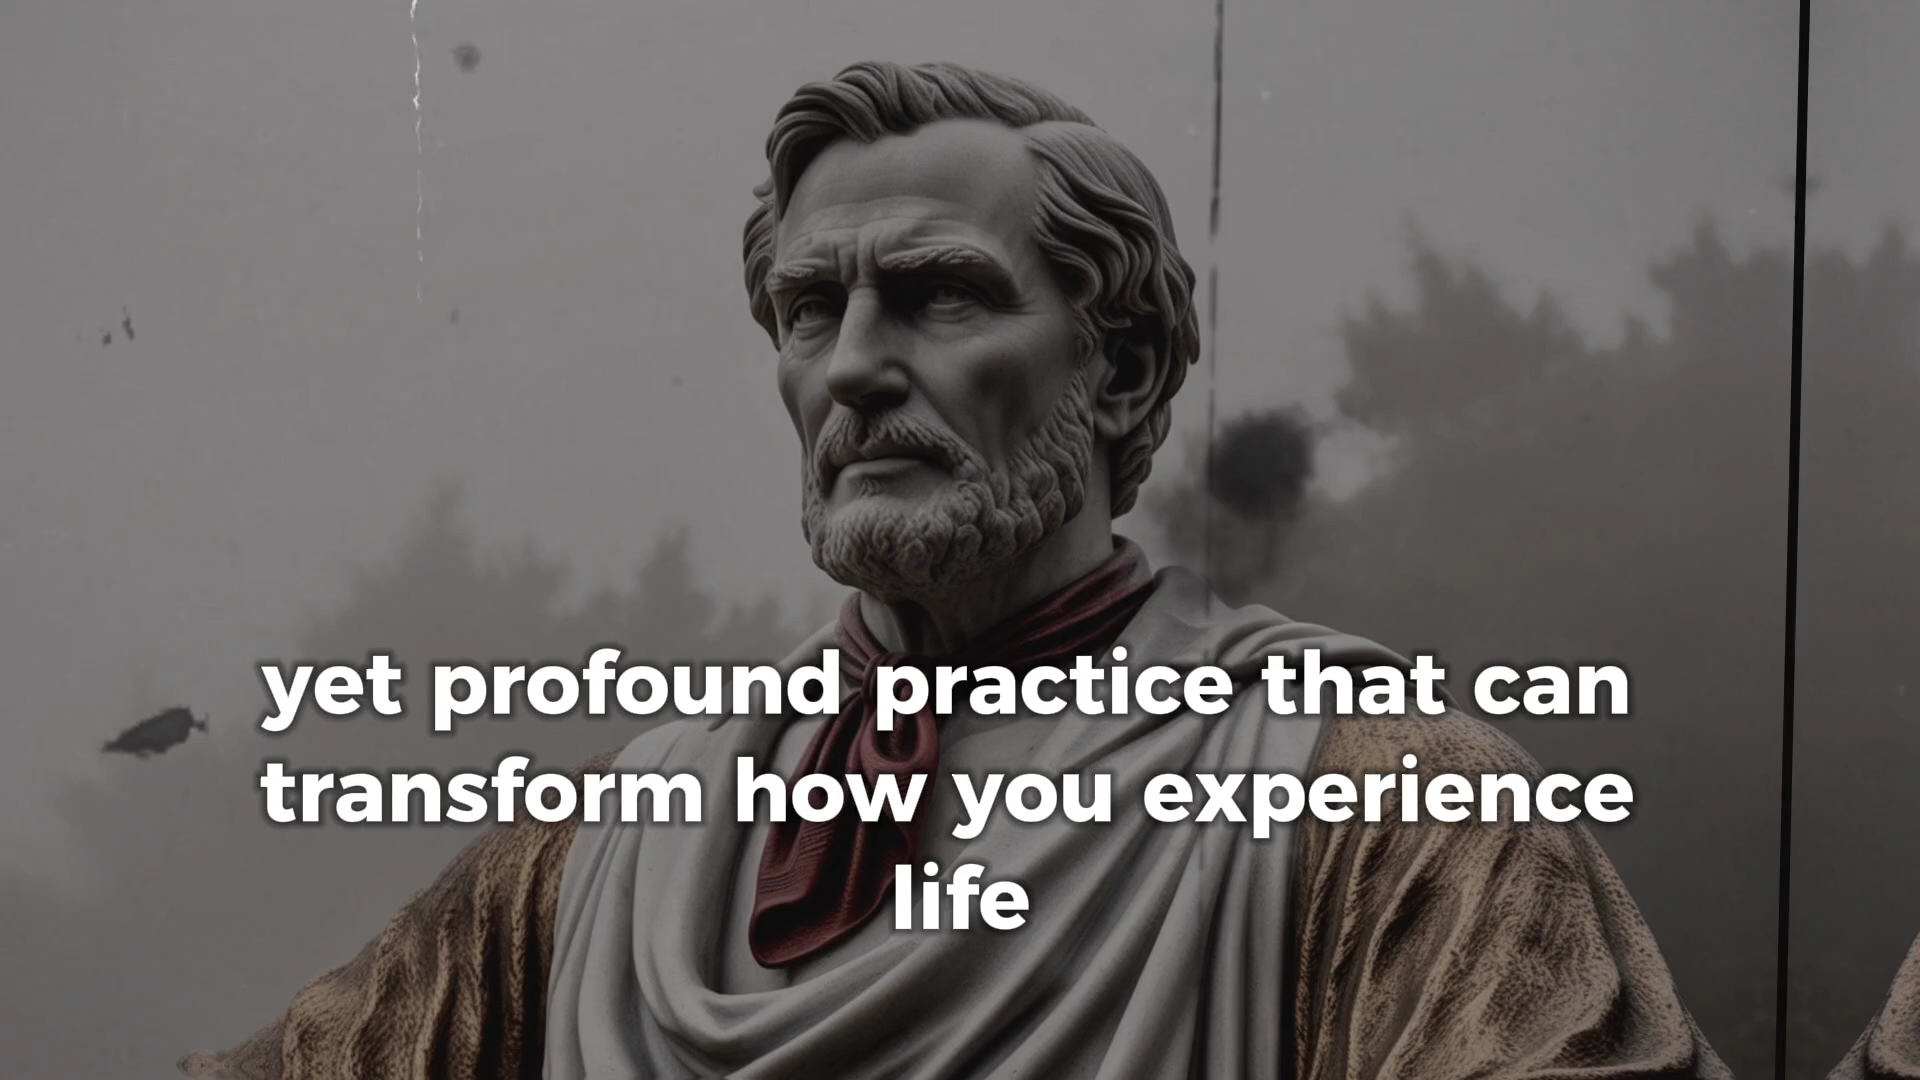 yet profound practice that can
transform how you experience
life